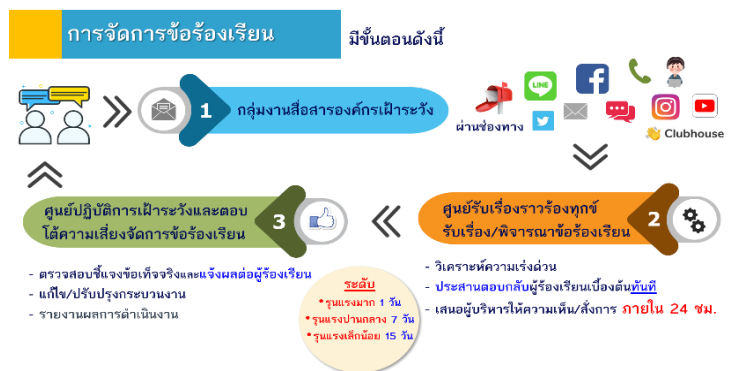 การจัดการข้อร้องเรียน
มีขั้นตอนดังนี้
1 กลุ่มงานสื่อสารองค์กรเฝ้าระวัง
ผ่านช่องทาง
LINE
Clubhouse
ศูนย์รับเรื่องราวร้องทุกข์
รับเรื่อง/พิจารณาข้อร้องเรียน
2
- วิเคราะห์ความเร่งด่วน
- ประสานตอบกลับผู้ร้องเรียนเบื้องต้นทันที
- เสนอผู้บริหารให้ความเห็น/สั่งการ ภายใน 24 ชม.
ศูนย์ปฏิบัติการเฝ้าระวังและตอบ
โต้ความเสี่ยงจัดการข้อร้องเรียน
3
- ตรวจสอบชี้แจงข้อเท็จจริงและแจ้งผลต่อผู้ร้องเรียน
- แก้ไข/ปรับปรุงกระบวนงาน
- รายงานผลการดำเนินงาน
ระดับ
•รุนแรงมาก 1 วัน
•รุนแรงปานกลาง 7 วัน
•รุนแรงเล็กน้อย 15 วัน